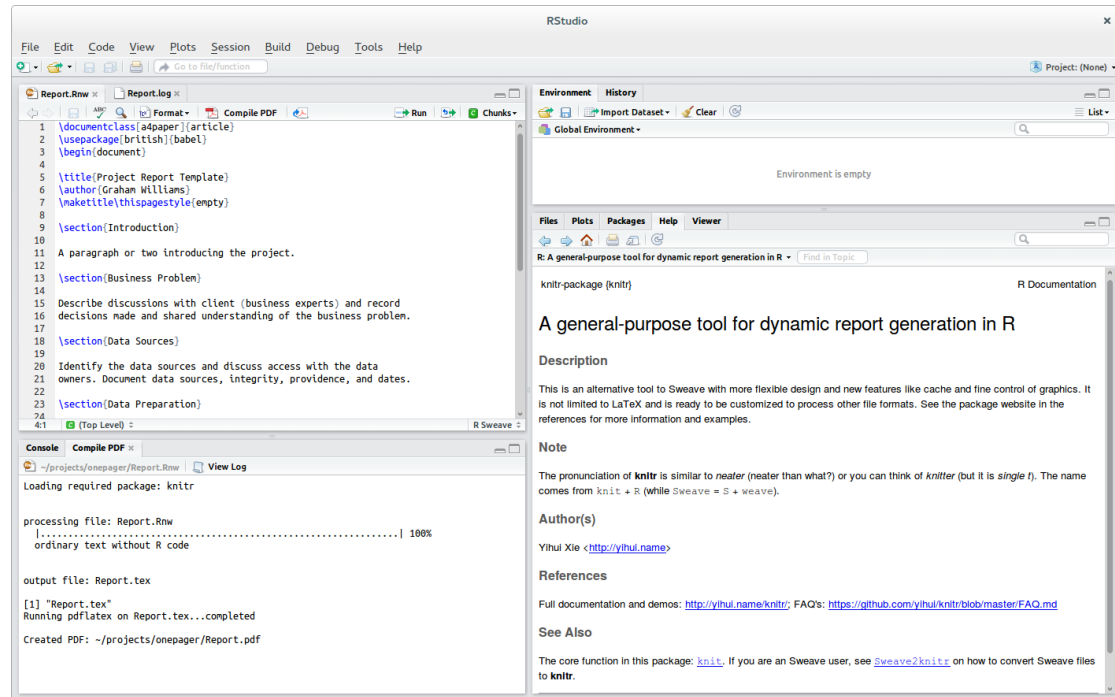 RStudio
File Edit Code View Plots Session Build Debug Tools Help
Go to file/function
Project: (None)
Report.Rnw
Report.log
ABC
Format
Compile PDF
Run
Chunks
1 \documentclass[a4paper]{article}
2 \usepackage[british]{babel}
3 \begin{document}
4
5 \title{Project Report Template}
6 \author{Graham Williams}
7 \maketitle\thispagestyle{empty}
8
9 \section{Introduction}
10
11 A paragraph or two introducing the project.
12
13 \section{Business Problem}
14
15 Describe discussions with client (business experts) and record
16 decisions made and shared understanding of the business problem.
17
18 \section{Data Sources}
19
20 Identify the data sources and discuss access with the data
21 owners. Document data sources, integrity, providence, and dates.
22
23 \section{Data Preparation}
24
4:1 (Top Level) R Sweave
Console Compile PDF
~/projects/onepager/Report.Rnw View Log
Loading required package: knitr
processing file: Report.Rnw
|.................................................................| 100%
ordinary text without R code
output file: Report.tex
[1] "Report.tex"
Running pdflatex on Report.tex...completed
Created PDF: ~/projects/onepager/Report.pdf
Environment History
Import Dataset Clear List
Global Environment
Environment is empty
Files Plots Packages Help Viewer
R: A general-purpose tool for dynamic report generation in R Find in Topic
knitr-package {knitr} R Documentation
A general-purpose tool for dynamic report generation in R
Description
This is an alternative tool to Sweave with more flexible design and new features like cache and fine control of graphics. It
is not limited to LaTeX and is ready to be customized to process other file formats. See the package website in the
references for more information and examples.
Note
The pronunciation of knitr is similar to neater (neater than what?) or you can think of knitter (but it is single t). The name
comes from knit + R (while Sweave = S + weave).
Author(s)
Yihui Xie <http://yihui.name>
References
Full documentation and demos: http://yihui.name/knitr/; FAQ's: https://github.com/yihui/knitr/blob/master/FAQ.md
See Also
The core function in this package: knit. If you are an Sweave user, see Sweave2knitr on how to convert Sweave files
to knitr.